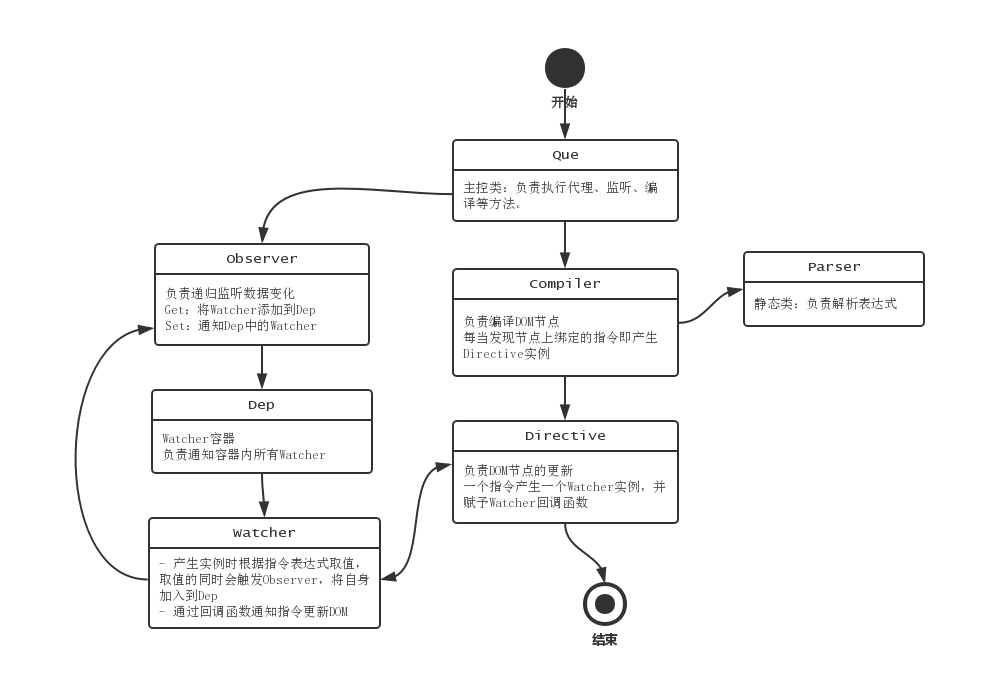 开始
Que
主控类：负责执行代理、监听、编
译等方法。
Observer
负责递归监听数据变化
Get：将Watcher添加到Dep
Set：通知Dep中的Watcher
Compiler
负责编译DOM节点
每当发现节点上绑定的指令即产生
Directive实例
Parser
静态类：负责解析表达式
Dep
Watcher容器
负责通知容器内所有Watcher
Directive
负责DOM节点的更新
一个指令产生一个Watcher实例，并
赋予Watcher回调函数
Watcher
- 产生实例时根据指令表达式取值，
取值的同时会触发Observer，将自身
加入到Dep
- 通过回调函数通知指令更新DOM
结束